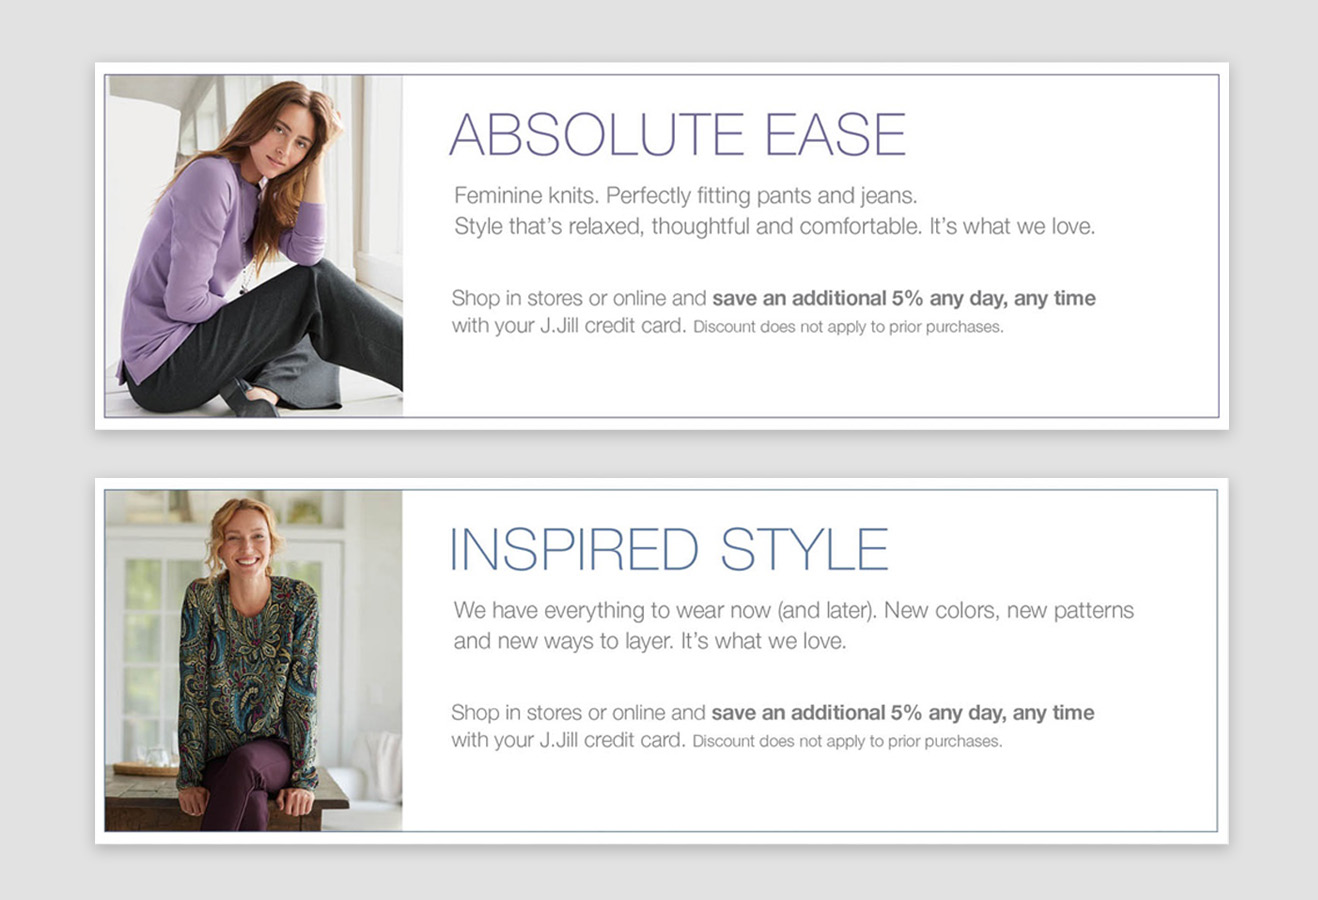 ABSOLUTE EASE
Feminine knits. Perfectly fitting pants and jeans.
Style that’s relaxed, thoughtful and comfortable. It’s what we love.
Shop in stores or online and save an additional 5% any day, any time
with your J.Jill credit card. Discount does not apply to prior purchases.
INSPIRED STYLE
We have everything to wear now (and later). New colors, new patterns
and new ways to layer. It’s what we love.
Shop in stores or online and save an additional 5% any day, any time
with your J.Jill credit card. Discount does not apply to prior purchases.